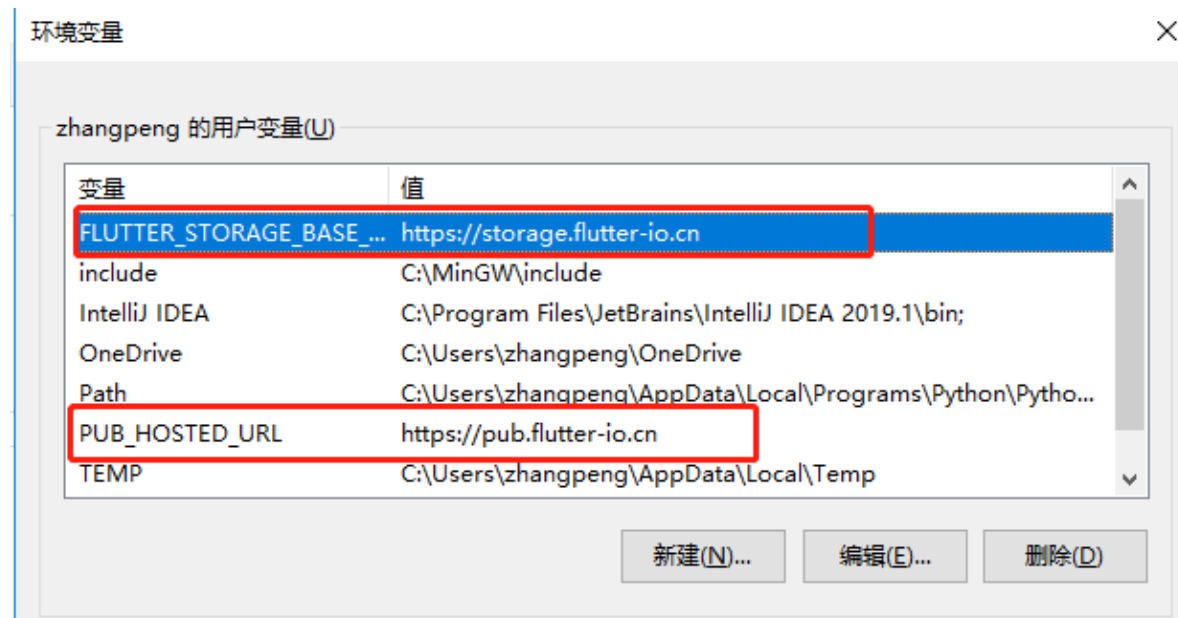 环境变量
zhangpeng 的用户变量(U)
变量 值
FLUTTER_STORAGE_BASE_... https://storage.flutter-io.cn
include C:\MinGW\include
IntelliJ IDEA C:\Program Files\JetBrains\IntelliJ IDEA 2019.1\bin;
OneDrive C:\Users\zhangpeng\OneDrive
Path C:\Users\zhangpeng\AppData\Local\Programs\Python\Pytho...
PUB_HOSTED_URL https://pub.flutter-io.cn
TEMP C:\Users\zhangpeng\AppData\Local\Temp
新建(N)... 编辑(E)... 删除(D)